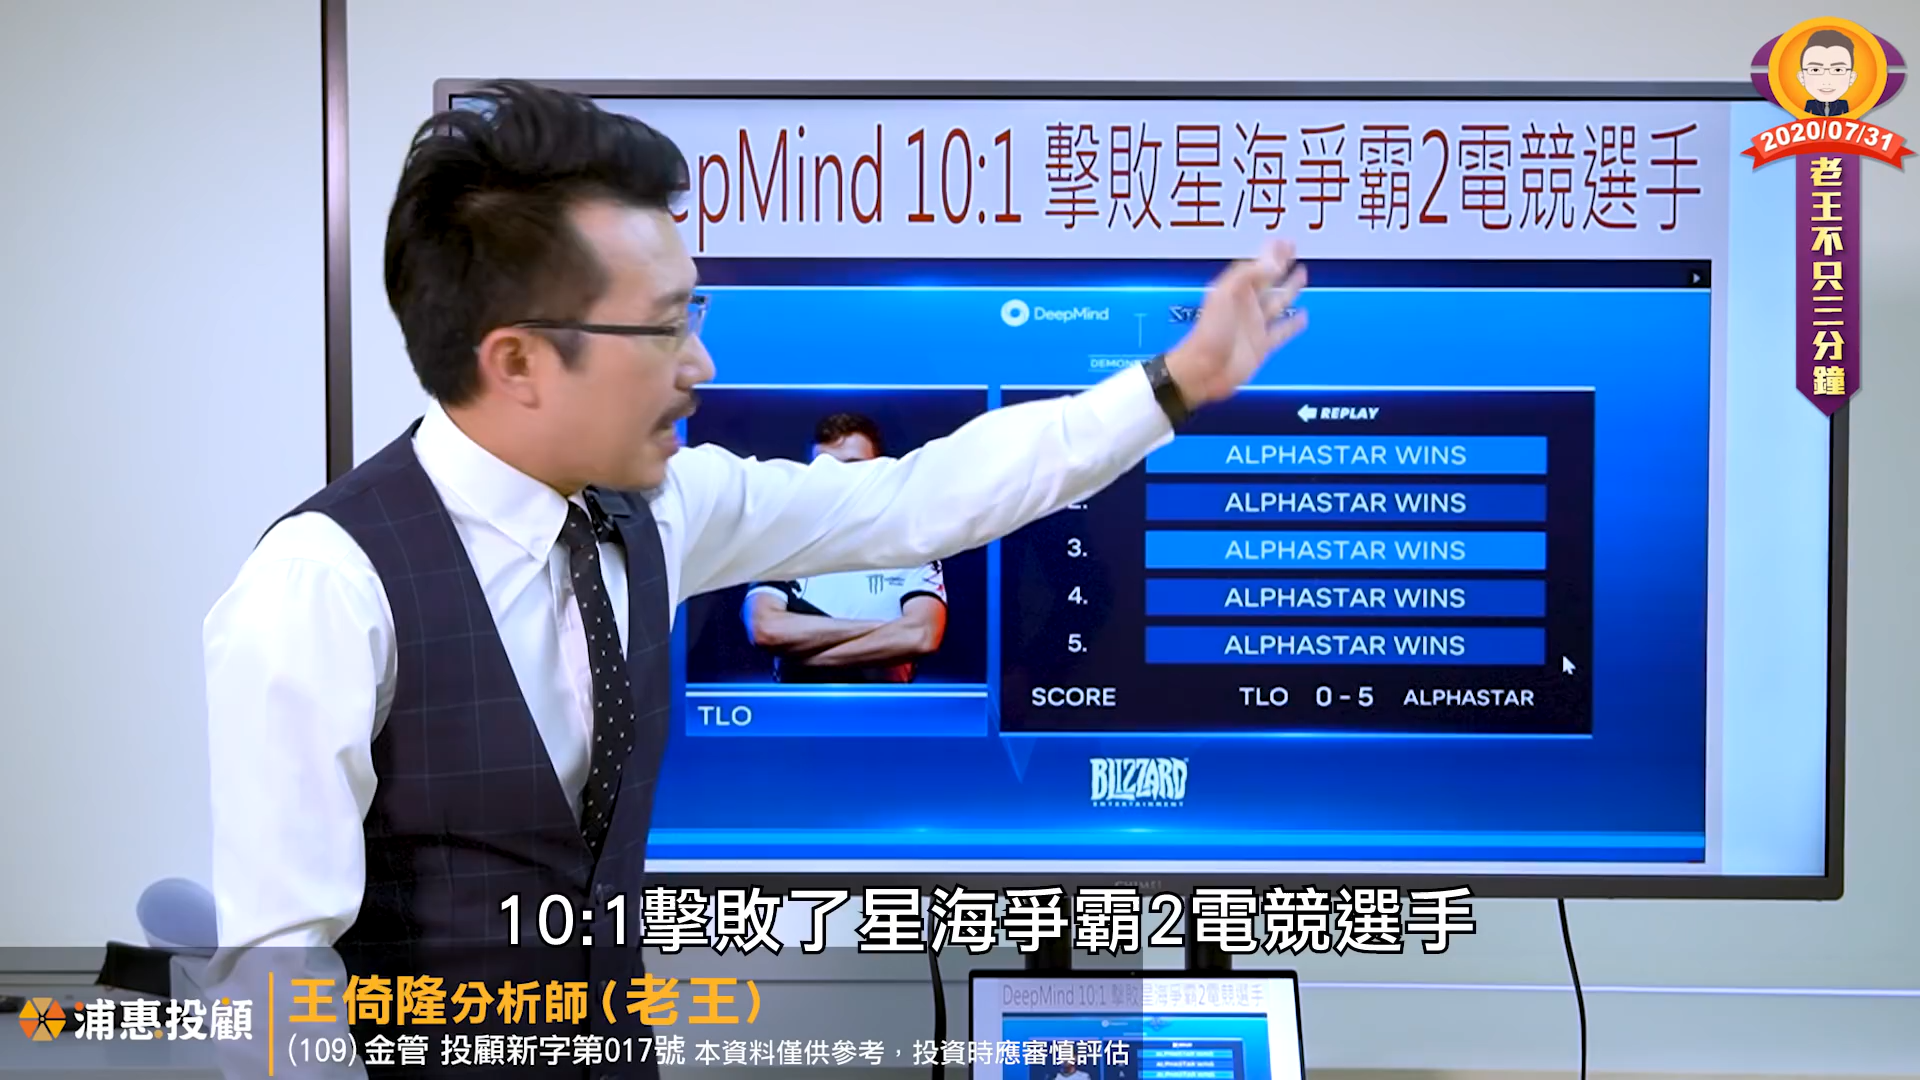 epMind 10:1 擊敗星海爭霸2電競選手
2020/07/31
老王不只三分鐘
DeepMind
REPLAY
ALPHASTAR WINS
2. ALPHASTAR WINS
3. ALPHASTAR WINS
4. ALPHASTAR WINS
5. ALPHASTAR WINS
SCORE TLO 0-5 ALPHASTAR
TLO
BLIZZARD
ENTERTAINMENT
10:1擊敗了星海爭霸2電競選手
浦惠投顧
王倚隆分析師(老王)
(109) 金管 投顧新字第017號 本資料僅供參考，投資時應審慎評估
DeepMind 10:1 擊敗星海爭霸2電競選手